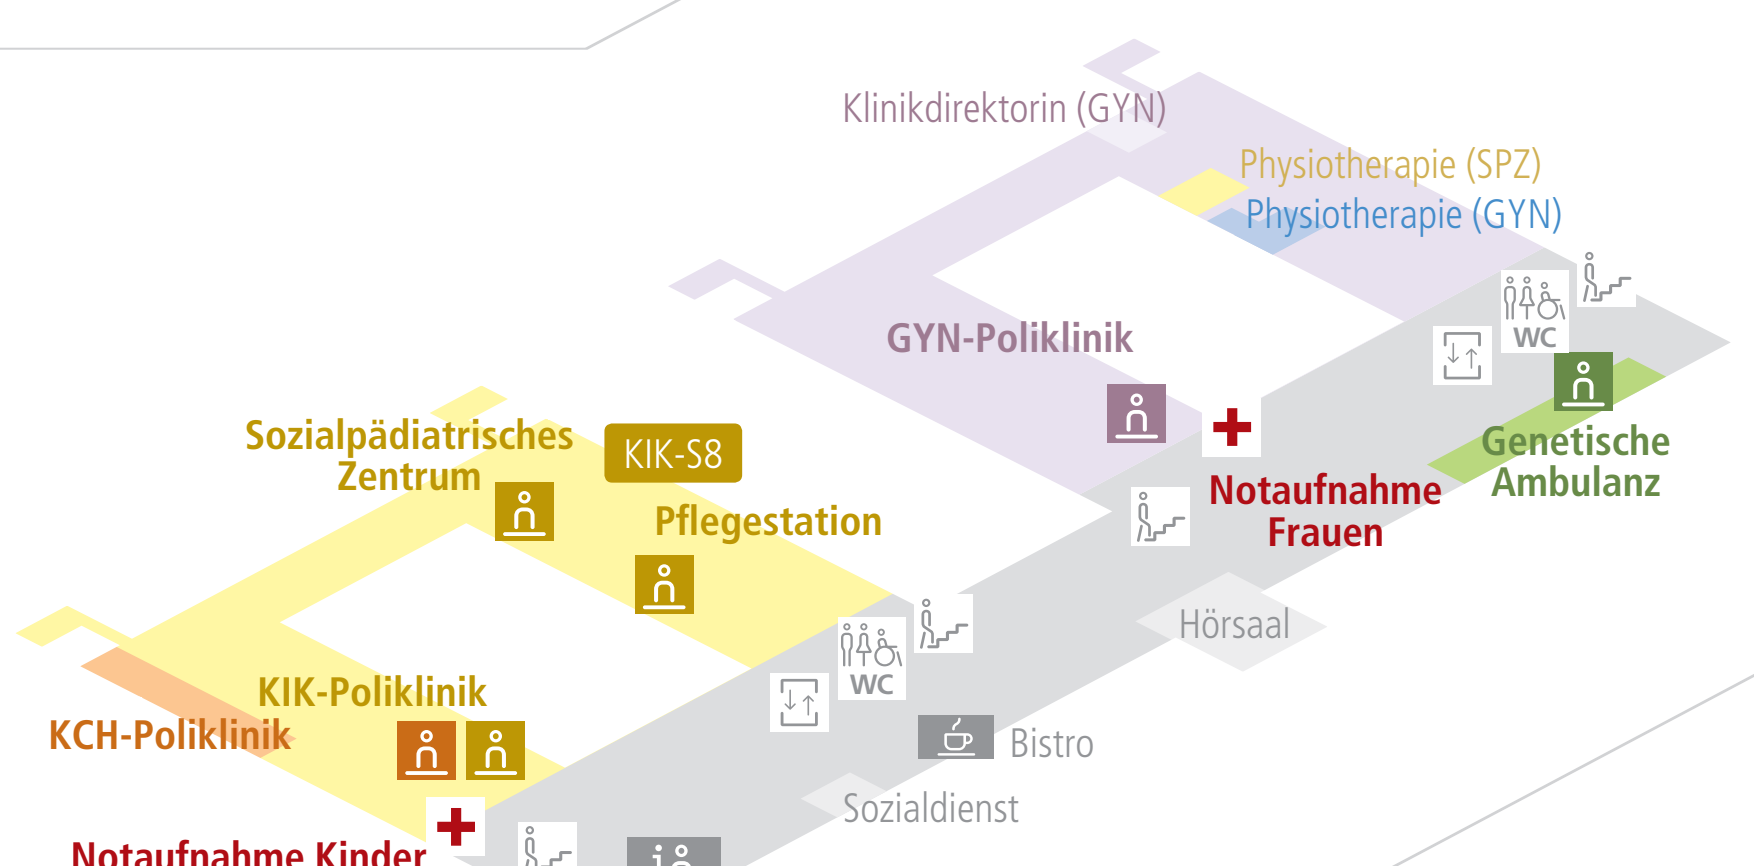 Klinikdirektorin (GYN)
Physiotherapie (SPZ)
Physiotherapie (GYN)
GYN-Poliklinik
WC
Genetische
Ambulanz
Sozialpädiatrisches
Zentrum
KIK-S8
Notaufnahme
Frauen
Pflegestation
Hörsaal
WC
KIK-Poliklinik
KCH-Poliklinik
Bistro
Sozialdienst
Notaufnahme Kinder
i